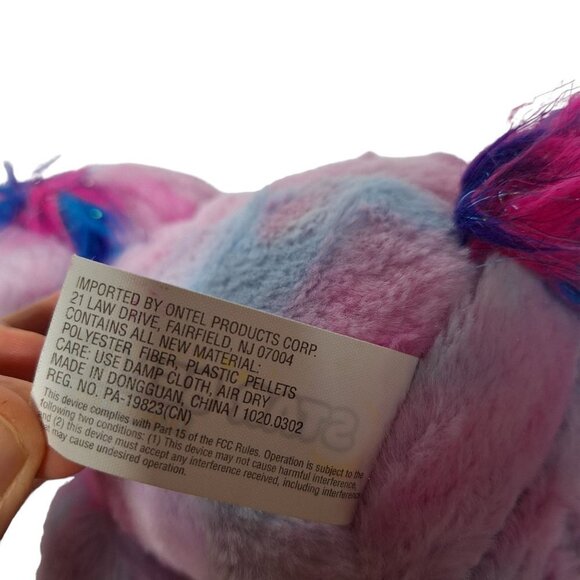 IMPORTED BY ONTEL PRODUCTS CORP.
21 LAW DRIVE, FAIRFIELD, NJ 07004
CONTAINS ALL NEW MATERIAL:
POLYESTER FIBER, PLASTIC PELLETS
CARE: USE DAMP CLOTH, AIR DRY
MADE IN DONGGUAN, CHINA I 1020.0302
REG. NO. PA-19823(CN)
This device complies with Part 15 of the FCC Rules. Operation is subject to the
following two conditions: (1) This device may not cause harmful interference,
and (2) this device must accept any interference received, including interference
may cause undesired operation.